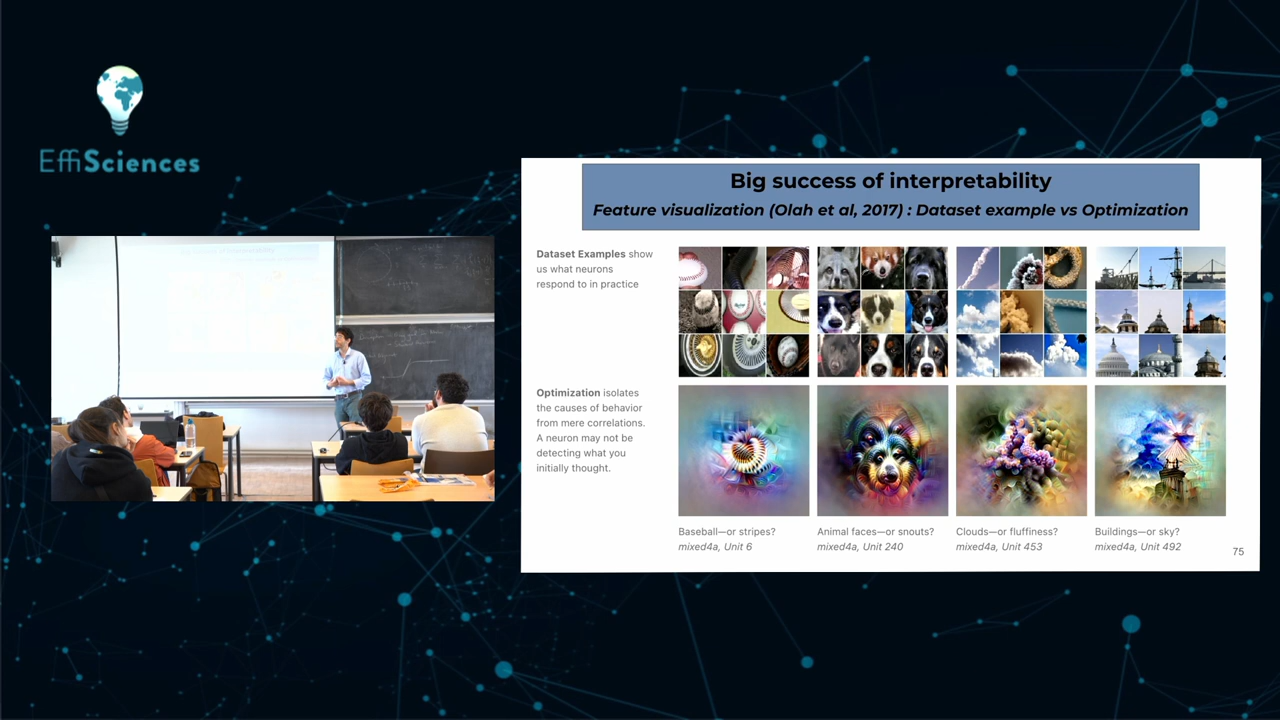 EffiSciences
Big success of interpretability
Feature visualization (Olah et al, 2017) : Dataset example vs Optimization
Dataset Examples show
us what neurons
respond to in practice
Optimization isolates
the causes of behavior
from mere correlations.
A neuron may not be
detecting what you
initially thought.
Baseball—or stripes?
mixed4a, Unit 6
Animal faces—or snouts?
mixed4a, Unit 240
Clouds—or fluffiness?
mixed4a, Unit 453
Buildings—or sky?
mixed4a, Unit 492
75